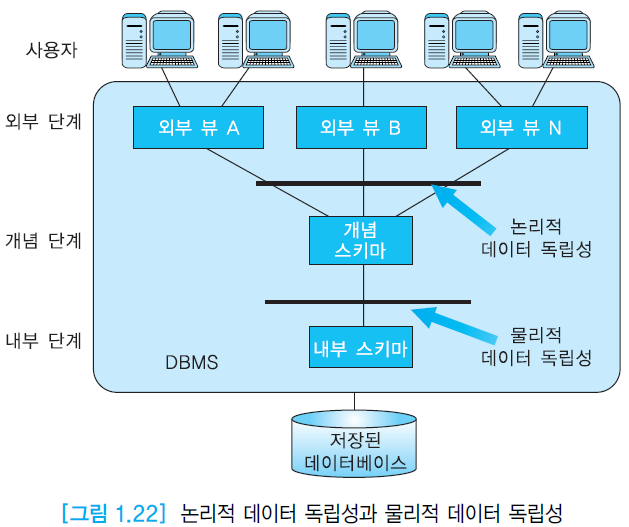 사용자
외부 단계
외부 뷰 A
외부 뷰 B
외부 뷰 N
논리적
데이터 독립성
개념 단계
개념
스키마
물리적
데이터 독립성
내부 단계
내부 스키마
DBMS
저장된
데이터베이스
[그림 1.22] 논리적 데이터 독립성과 물리적 데이터 독립성